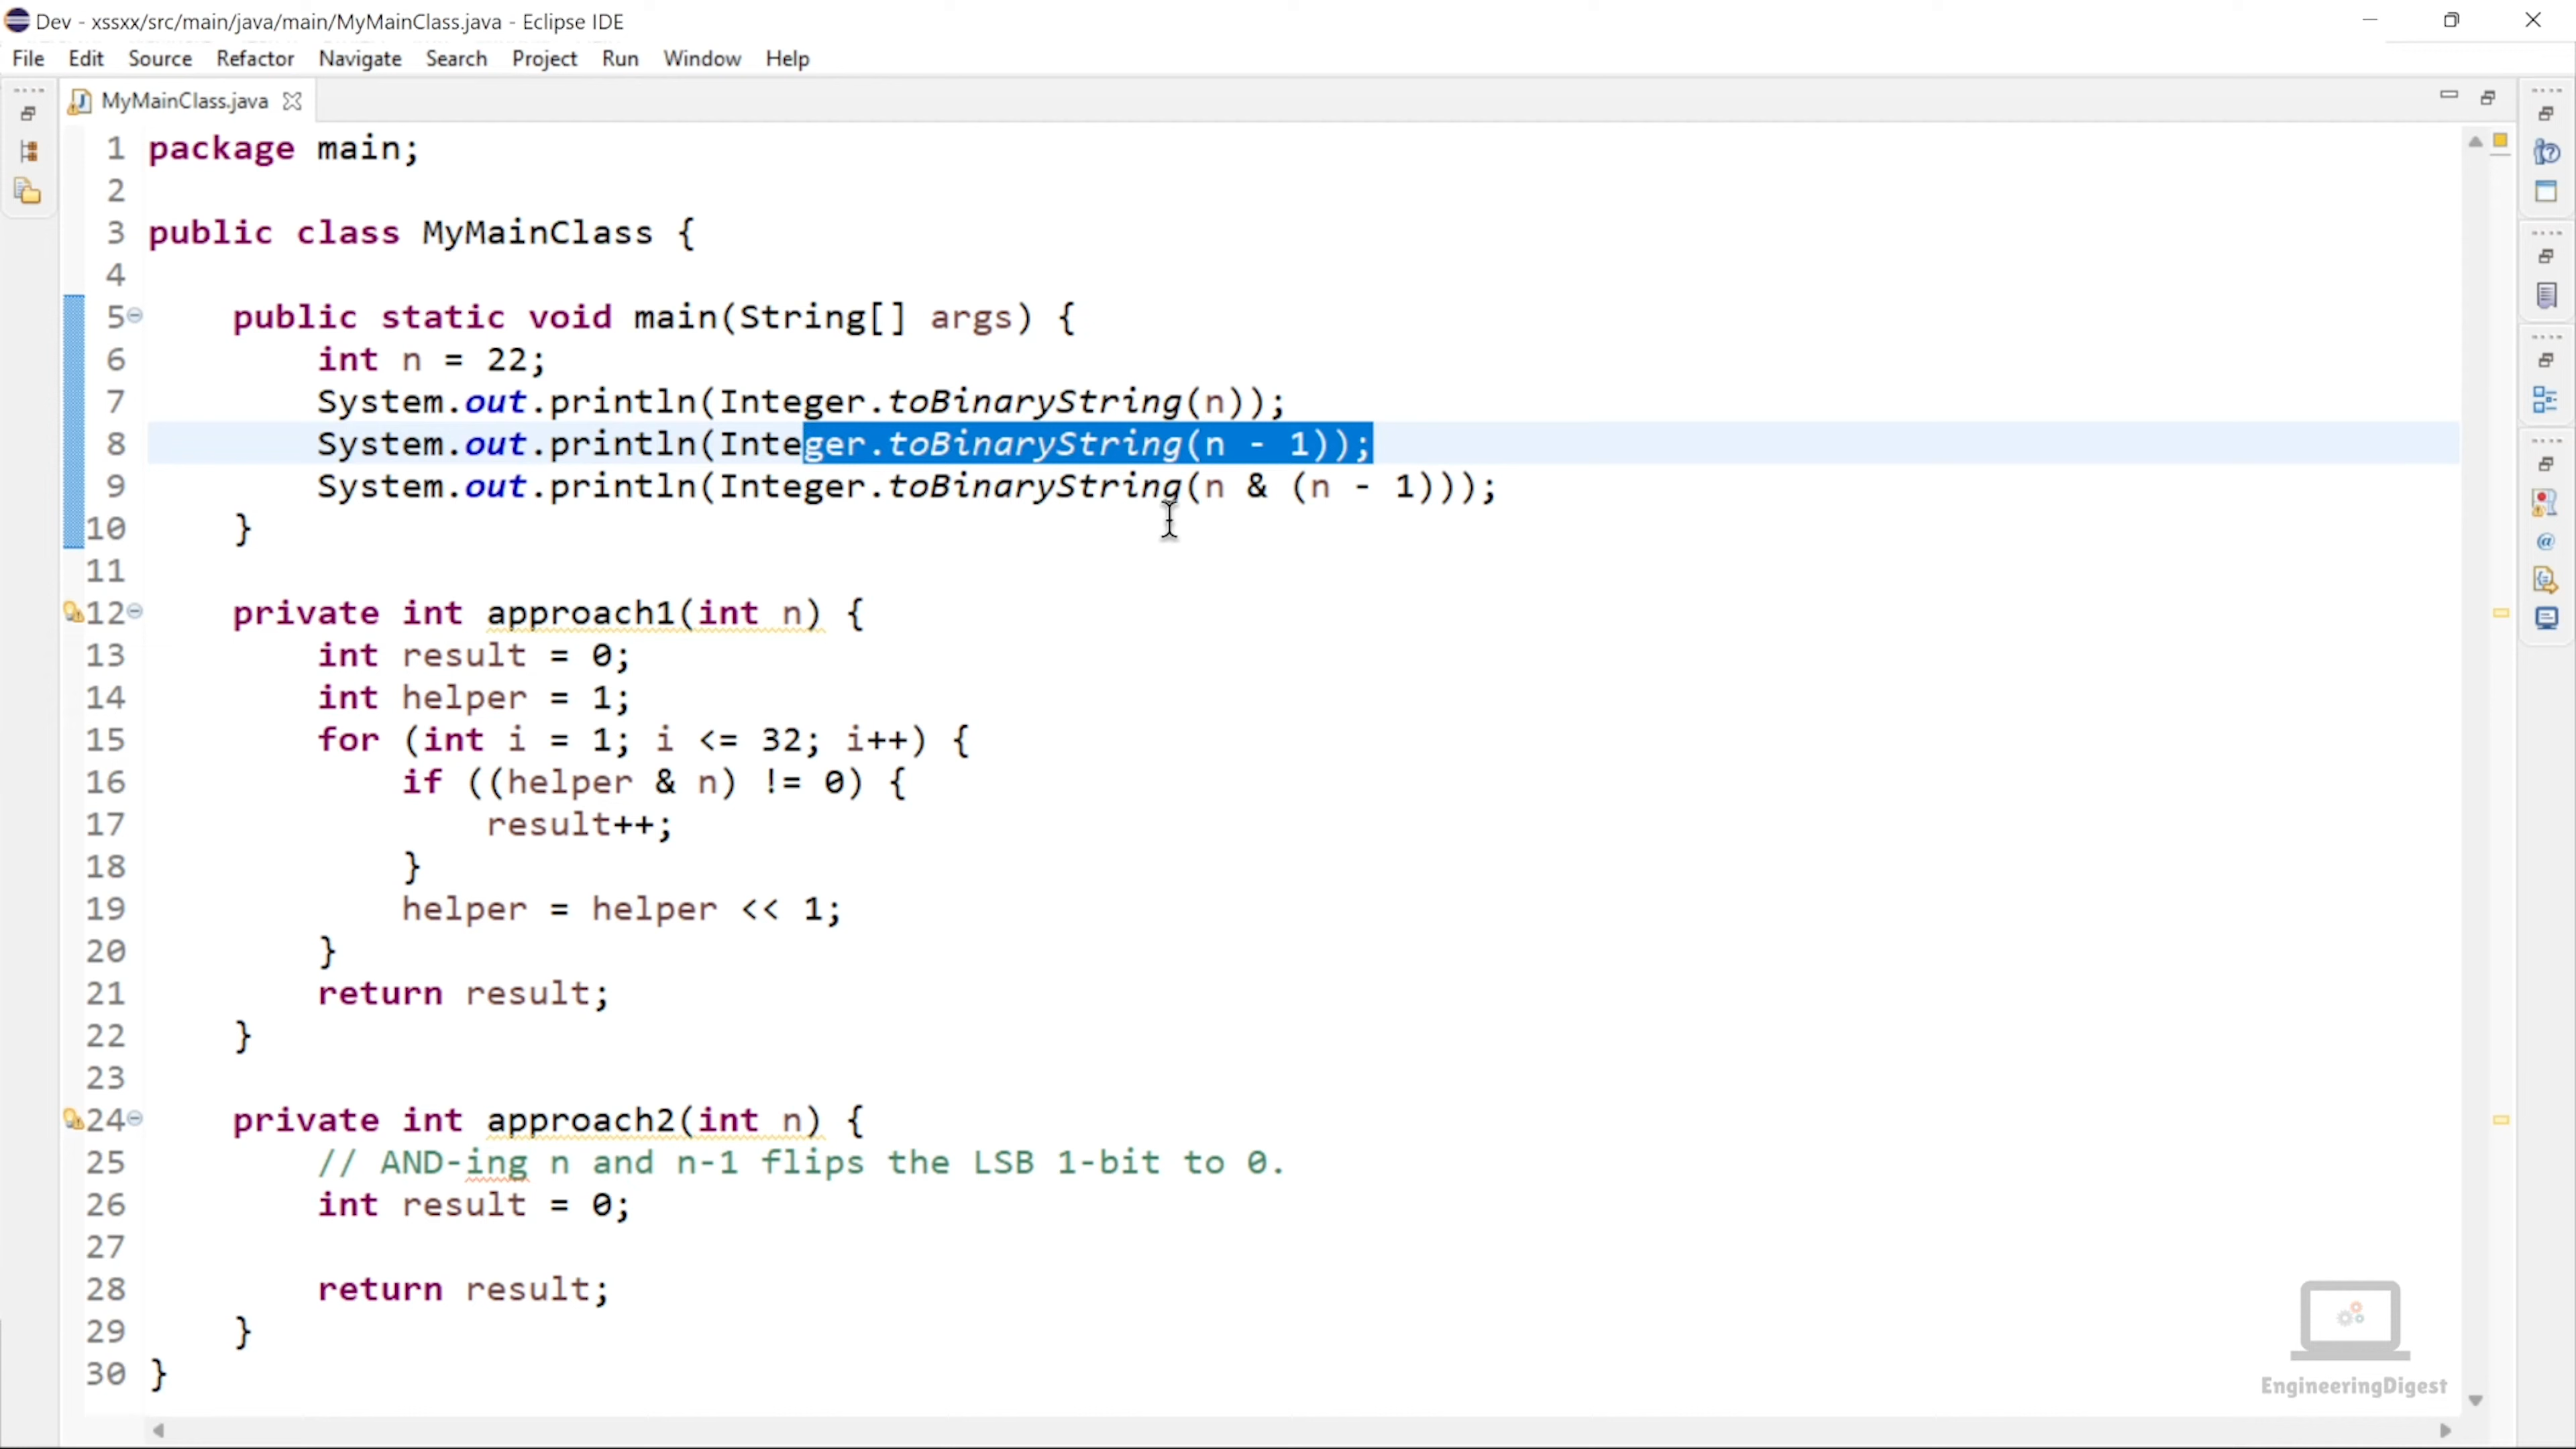 Dev - xssxx/src/main/java/main/MyMainClass.java - Eclipse IDE
File Edit Source Refactor Navigate Search Project Run Window Help
MyMainClass.java
1 package main;
2
3 public class MyMainClass {
4
5 public static void main(String[] args) {
6 int n = 22;
7 System.out.println(Integer.toBinaryString(n));
8 System.out.println(Integer.toBinaryString(n - 1));
9 System.out.println(Integer.toBinaryString(n & (n - 1)));
10 }
11
12 private int approach1(int n) {
13 int result = 0;
14 int helper = 1;
15 for (int i = 1; i <= 32; i++) {
16 if ((helper & n) != 0) {
17 result++;
18 }
19 helper = helper << 1;
20 }
21 return result;
22 }
23
24 private int approach2(int n) {
25 // AND-ing n and n-1 flips the LSB 1-bit to 0.
26 int result = 0;
27
28 return result;
29 }
30 }
EngineeringDigest